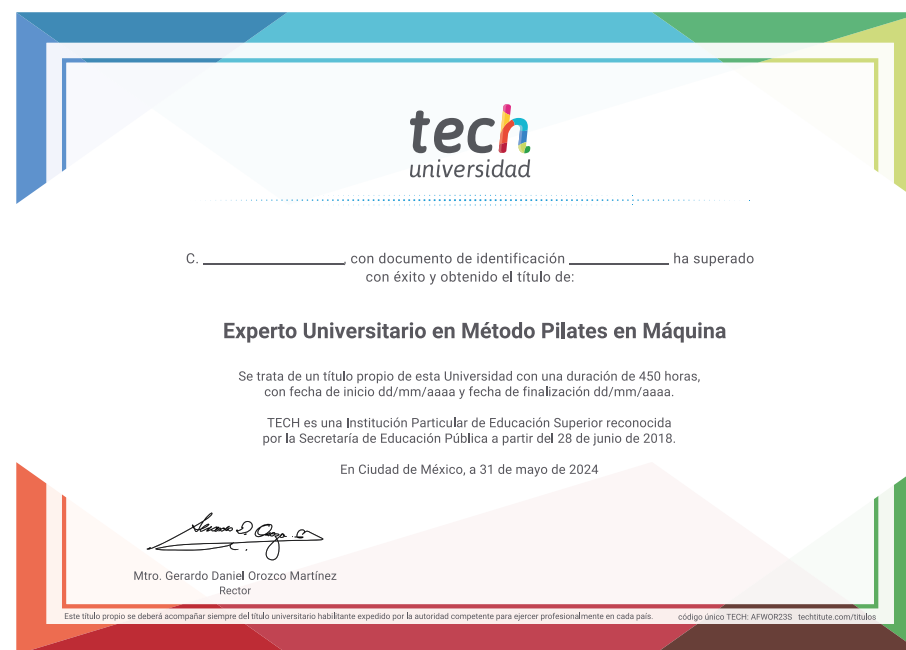 tech
universidad
C. ____________________, con documento de identificación ______________ ha superado
con éxito y obtenido el título de:
Experto Universitario en Método Pilates en Máquina
Se trata de un título propio de esta Universidad con una duración de 450 horas,
con fecha de inicio dd/mm/aaaa y fecha de finalización dd/mm/aaaa.
TECH es una Institución Particular de Educación Superior reconocida
por la Secretaría de Educación Pública a partir del 28 de junio de 2018.
En Ciudad de México, a 31 de mayo de 2024
Mtro. Gerardo Daniel Orozco Martínez
Rector
Este título propio se deberá acompañar siempre del título universitario habilitante expedido por la autoridad competente para ejercer profesionalmente en cada país. código único TECH: AFWOR23S techtitute.com/titulos